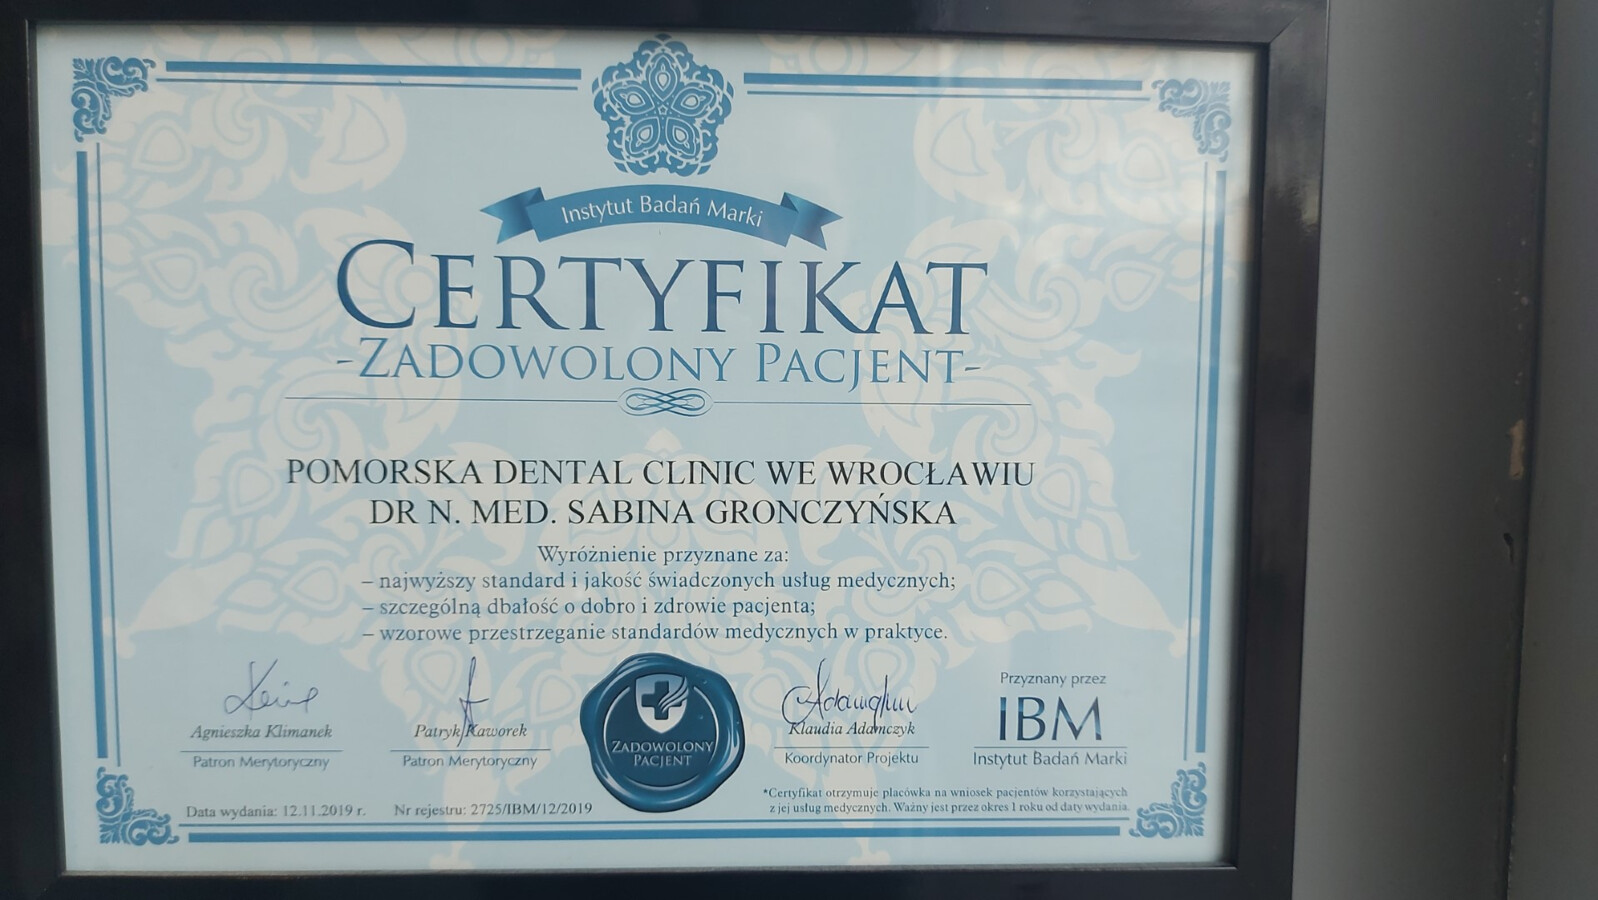 Instytut Badań Marki
CERTYFIKAT
-ZADOWOLONY PACJENT-
POMORSKA DENTAL CLINIC WE WROCŁAWIU
DR N. MED. SABINA GRONCZYŃSKA
Wyróżnienie przyznane za:
– najwyższy standard i jakość świadczonych usług medycznych;
– szczególną dbałość o dobro i zdrowie pacjenta;
– wzorowe przestrzeganie standardów medycznych w praktyce.
Agnieszka Klimanek
Patron Merytoryczny
Patryk Kaworek
Patron Merytoryczny
ZADOWOLONY
PACJENT
Klaudia Adamczyk
Koordynator Projektu
Przyznany przez
IBM
Instytut Badań Marki
*Certyfikat otrzymuje placówka na wniosek pacjentów korzystających
z jej usług medycznych. Ważny jest przez okres 1 roku od daty wydania.
Data wydania: 12.11.2019 r.
Nr rejestru: 2725/IBM/12/2019